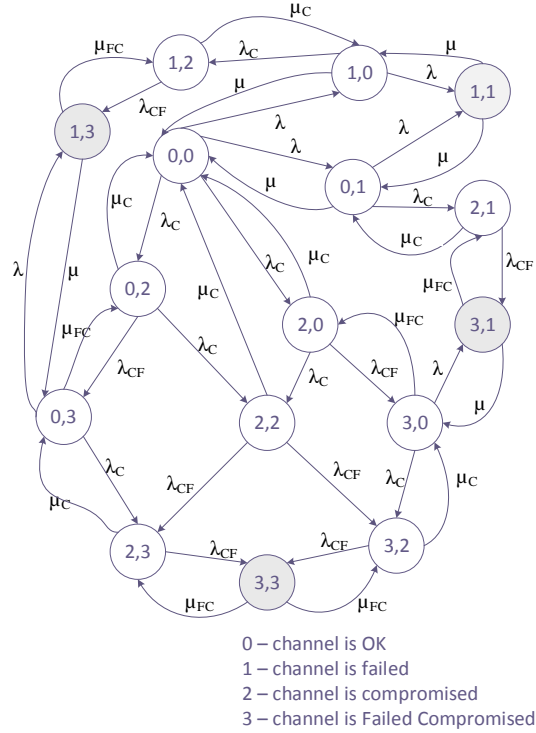 μC
μFC
1,2
λC
μ
1,0
λ
1,1
μ
λCF
1,3
λ
λ
λ
μ
0,0
μ
0,1
λC
2,1
μC
λC
μC
λ
μ
λC
μC
μFC
λCF
0,2
μC
3,1
μFC
2,0
μFC
λC
λCF
λC
λCF
λ
μ
0,3
2,2
3,0
λC
λCF
λCF
λC
μC
μC
2,3
λCF
λCF
3,2
3,3
μFC
μFC
0 – channel is OK
1 – channel is failed
2 – channel is compromised
3 – channel is Failed Compromised